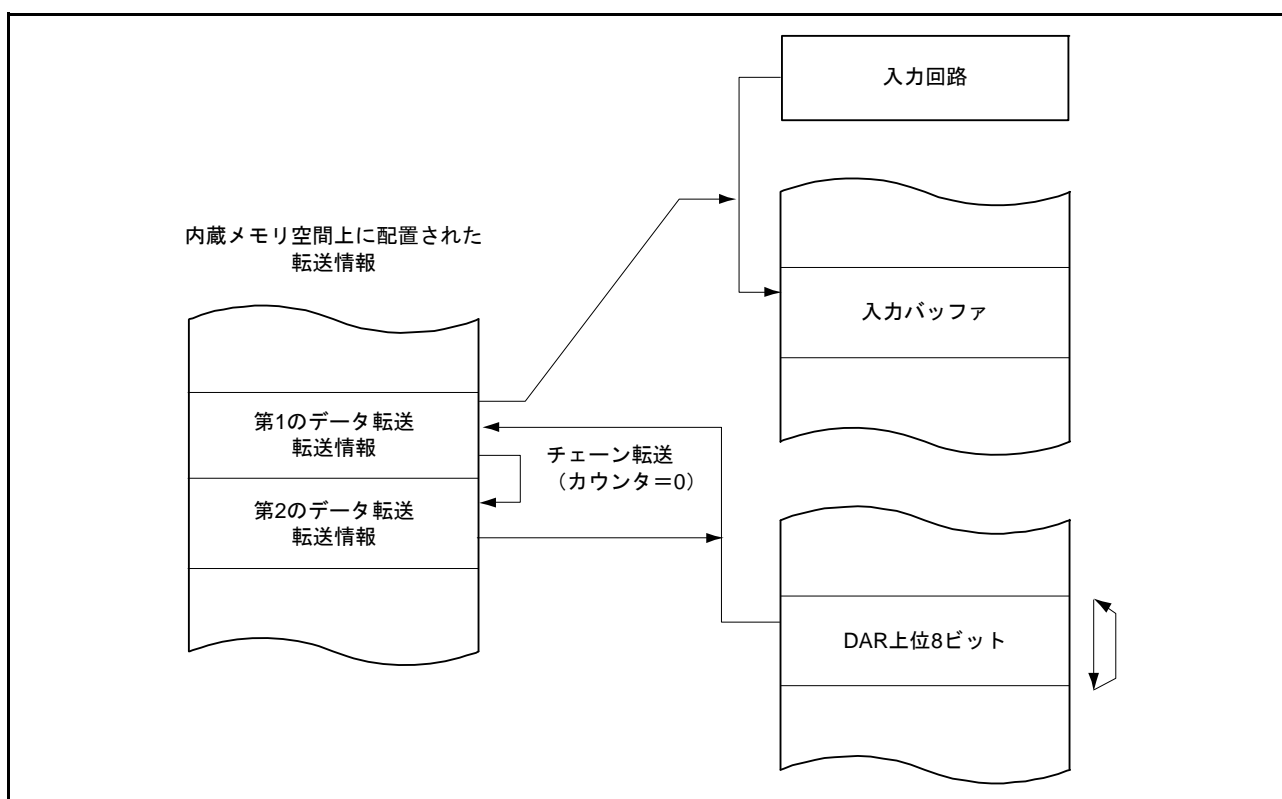 入力回路
内蔵メモリ空間上に配置された
転送情報
入力バッファ
第1のデータ転送
転送情報
チェーン転送
（カウンタ＝0）
第2のデータ転送
転送情報
DAR上位8ビット